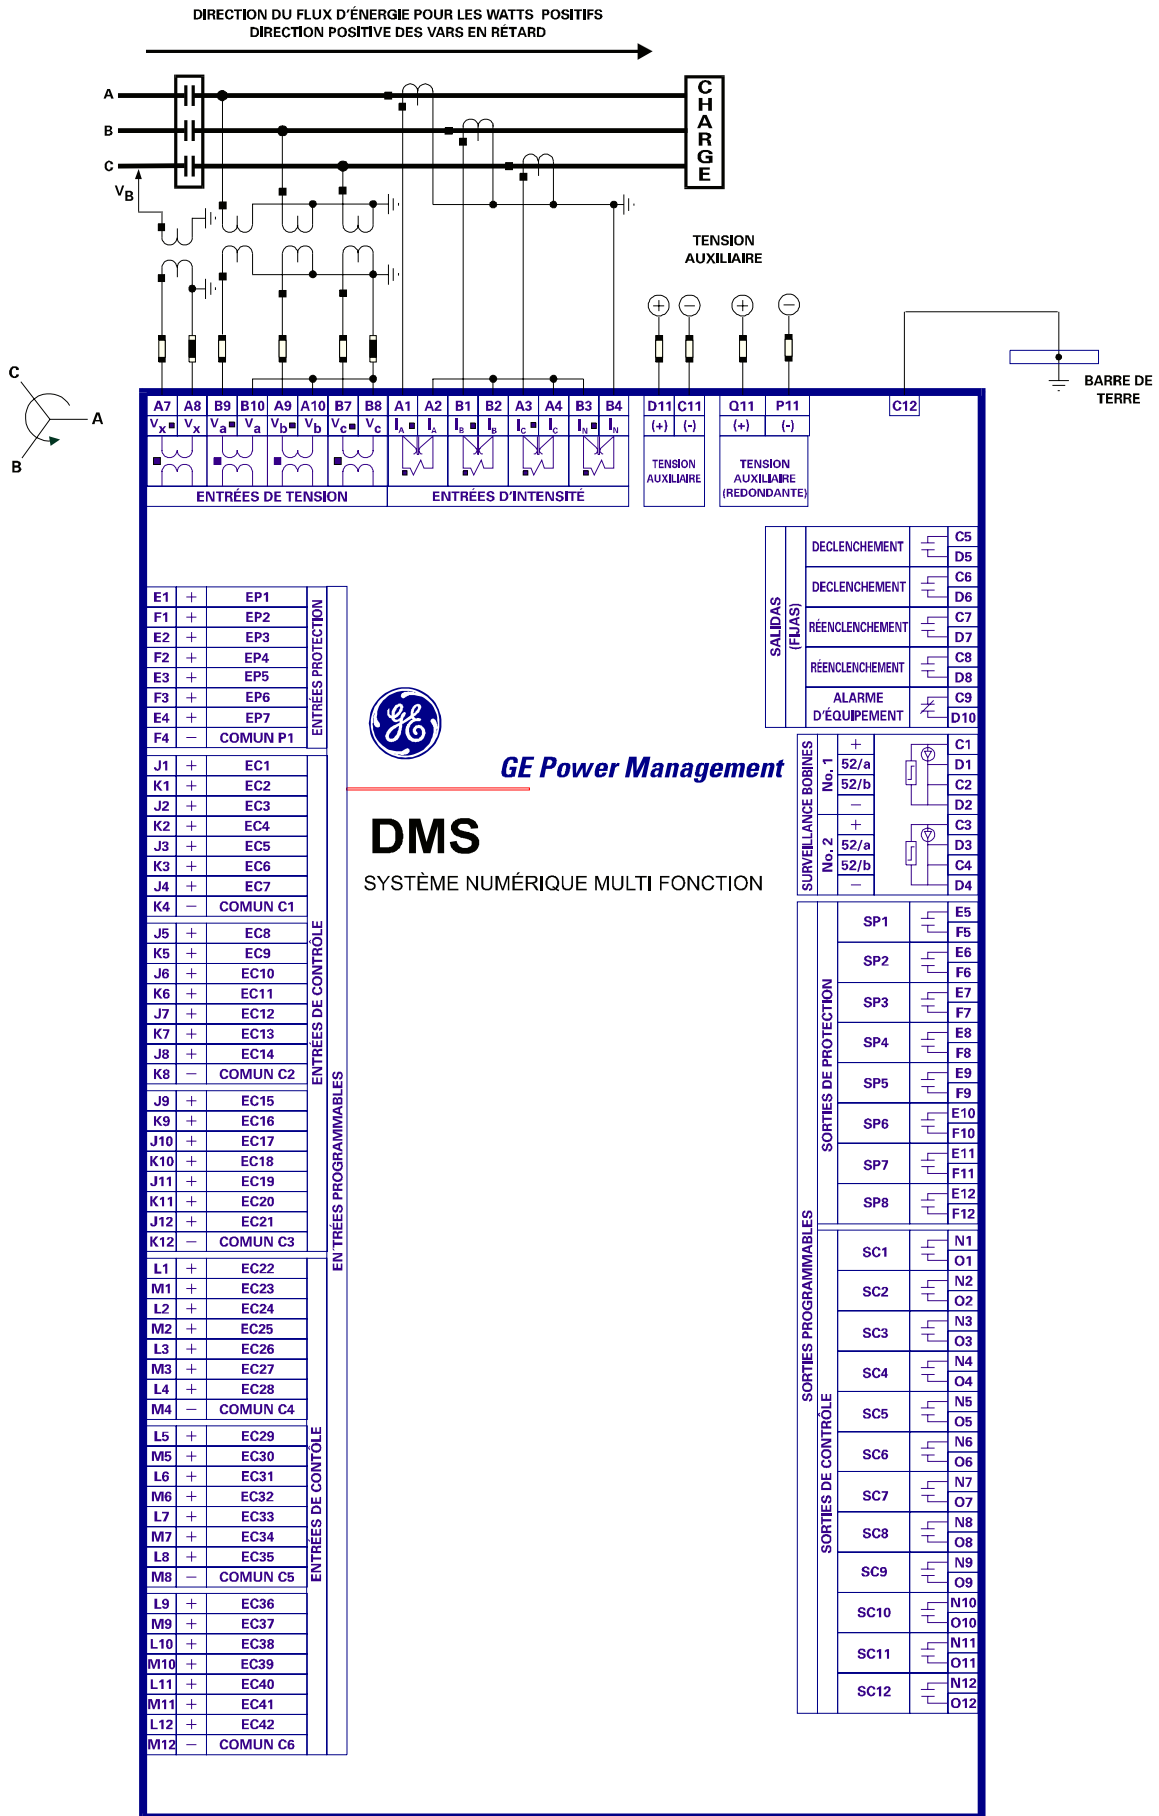 DIRECTION DU FLUX D'ÉNERGIE POUR LES WATTS POSITIFS
DIRECTION POSITIVE DES VARS EN RÉTARD
A
B
C
VB
CHARGE
TENSION
AUXILIAIRE
+ − + −
BARRE DE
TERRE
C
A
B
A7 A8 B9 B10 A9 A10 B7 B8 A1 A2 B1 B2 A3 A4 B3 B4 D11 C11 Q11 P11 C12
Vx Vx Va Va Vb Vb Vc Vc IA IA IB IB IC IC IN IN (+) (-) (+) (-)
ENTRÉES DE TENSION
ENTRÉES D'INTENSITÉ
TENSION
AUXILIAIRE
TENSION
AUXILIAIRE
(REDONDANTE)
SALIDAS
(FIJAS)
DECLENCHEMENT C5 D5
DECLENCHEMENT C6 D6
RÉENCLENCHEMENT C7 D7
RÉENCLENCHEMENT C8 D8
ALARME
D'ÉQUIPEMENT C9 D10
ENTRÉES PROTECTION
E1 + EP1
F1 + EP2
E2 + EP3
F2 + EP4
E3 + EP5
F3 + EP6
E4 + EP7
F4 − COMUN P1
GE
GE Power Management
DMS
SYSTÈME NUMÉRIQUE MULTI FONCTION
SURVEILLANCE BOBINES
No. 1
+ C1
52/a D1
52/b C2
− D2
No. 2
+ C3
52/a D3
52/b C4
− D4
EN TRÉES PROGRAMMABLES
ENTRÉES DE CONTRÔLE
J1 + EC1
K1 + EC2
J2 + EC3
K2 + EC4
J3 + EC5
K3 + EC6
J4 + EC7
K4 − COMUN C1
J5 + EC8
K5 + EC9
J6 + EC10
K6 + EC11
J7 + EC12
K7 + EC13
J8 + EC14
K8 − COMUN C2
J9 + EC15
K9 + EC16
J10 + EC17
K10 + EC18
J11 + EC19
K11 + EC20
J12 + EC21
K12 − COMUN C3
ENTRÉES DE CONTÔLE
L1 + EC22
M1 + EC23
L2 + EC24
M2 + EC25
L3 + EC26
M3 + EC27
L4 + EC28
M4 − COMUN C4
L5 + EC29
M5 + EC30
L6 + EC31
M6 + EC32
L7 + EC33
M7 + EC34
L8 + EC35
M8 − COMUN C5
L9 + EC36
M9 + EC37
L10 + EC38
M10 + EC39
L11 + EC40
M11 + EC41
L12 + EC42
M12 − COMUN C6
SORTIES PROGRAMMABLES
SORTIES DE PROTECTION
SP1 E5 F5
SP2 E6 F6
SP3 E7 F7
SP4 E8 F8
SP5 E9 F9
SP6 E10 F10
SP7 E11 F11
SP8 E12 F12
SORTIES DE CONTRÔLE
SC1 N1 O1
SC2 N2 O2
SC3 N3 O3
SC4 N4 O4
SC5 N5 O5
SC6 N6 O6
SC7 N7 O7
SC8 N8 O8
SC9 N9 O9
SC10 N10 O10
SC11 N11 O11
SC12 N12 O12